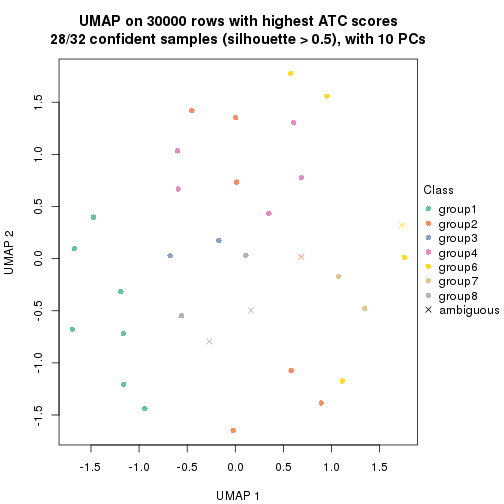 UMAP on 30000 rows with highest ATC scores
28/32 confident samples (silhouette > 0.5), with 10 PCs
UMAP 2
1.5
1.0
0.5
0.0
-0.5
-1.0
-1.5
-1.5 -1.0 -0.5 0.0 0.5 1.0 1.5
UMAP 1
Class
group1
group2
group3
group4
group6
group7
group8
ambiguous